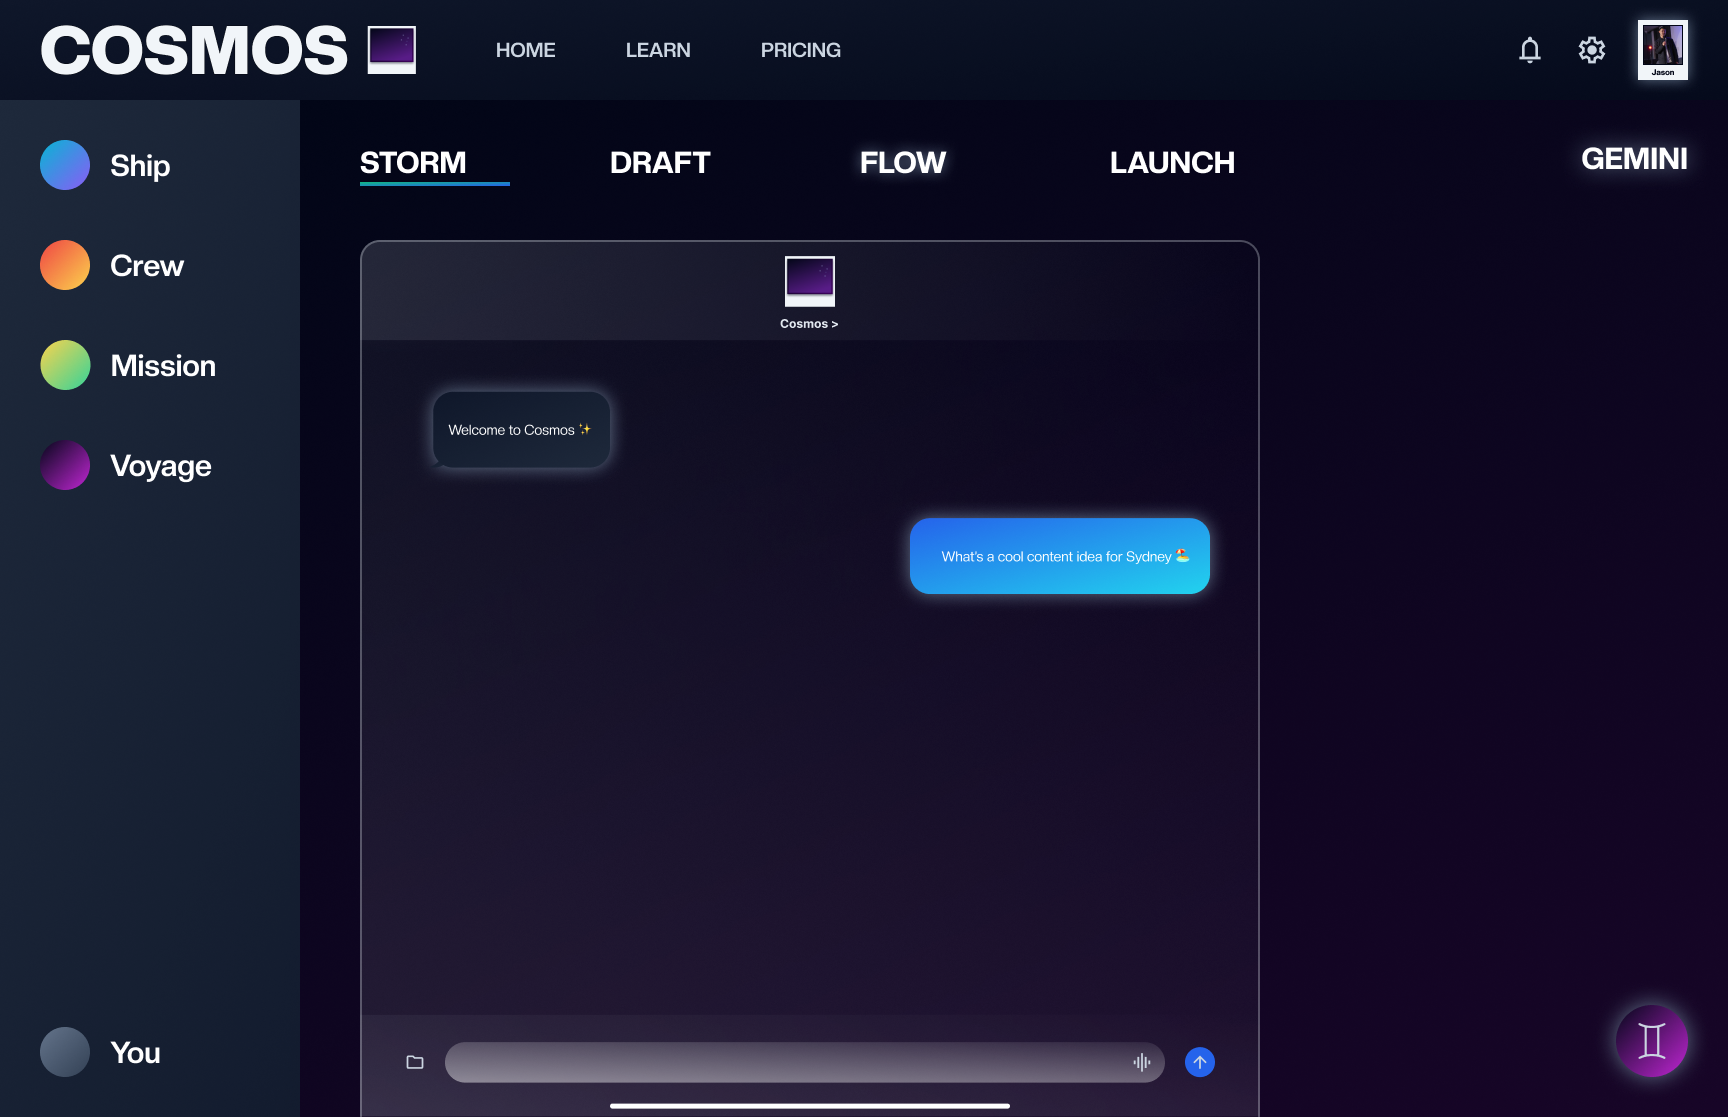 COSMOS
HOME
LEARN
PRICING
Jason
Ship
Crew
Mission
Voyage
You
STORM
DRAFT
FLOW
LAUNCH
GEMINI
Cosmos >
Welcome to Cosmos ✨
What's a cool content idea for Sydney 🏖️